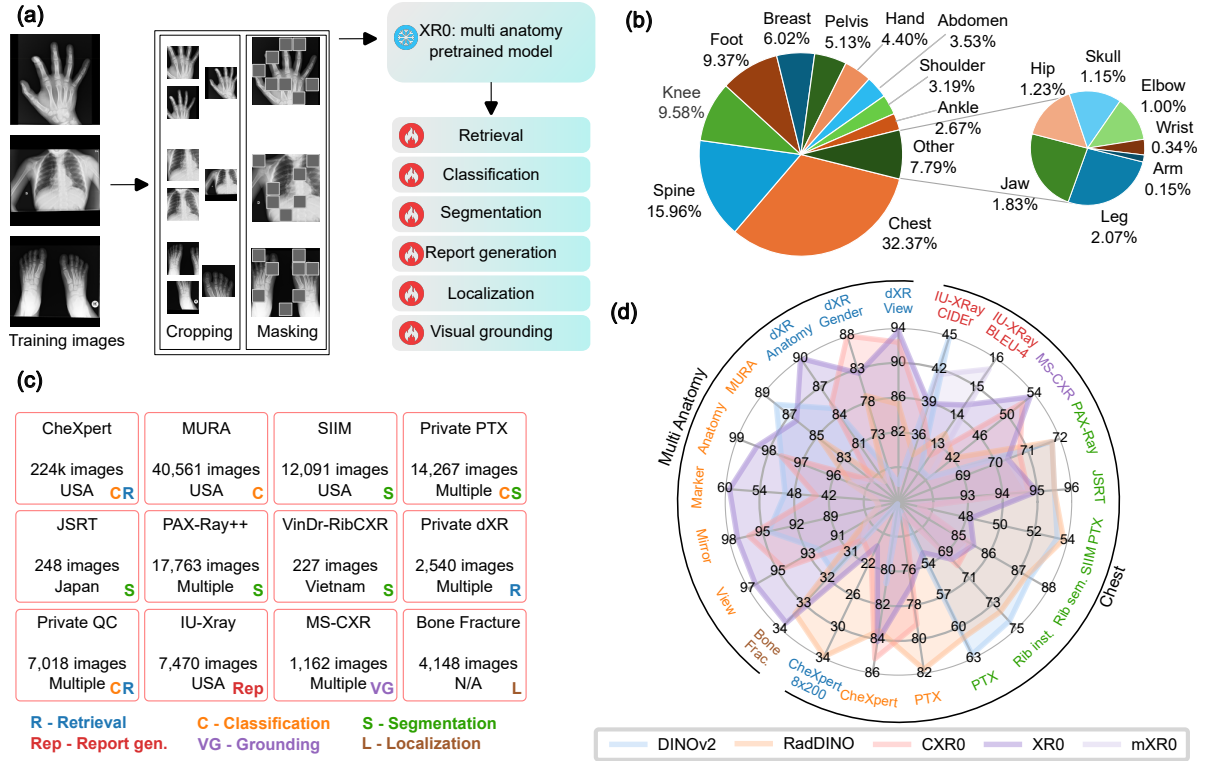 (a)
XR0: multi anatomy
pretrained model
Retrieval
Classification
Segmentation
Report generation
Localization
Visual grounding
Training images
Cropping
Masking
(b)
Breast
6.02%
Pelvis
5.13%
Hand
4.40%
Abdomen
3.53%
Shoulder
3.19%
Ankle
2.67%
Other
7.79%
Chest
32.37%
Spine
15.96%
Knee
9.58%
Foot
9.37%
Hip
1.23%
Skull
1.15%
Elbow
1.00%
Wrist
0.34%
Arm
0.15%
Leg
2.07%
Jaw
1.83%
(c)
CheXpert
224k images
USA CR
MURA
40,561 images
USA C
SIIM
12,091 images
USA S
Private PTX
14,267 images
Multiple CS
JSRT
248 images
Japan S
PAX-Ray++
17,763 images
Multiple S
VinDr-RibCXR
227 images
Vietnam S
Private dXR
2,540 images
Multiple R
Private QC
7,018 images
Multiple CR
IU-Xray
7,470 images
USA Rep
MS-CXR
1,162 images
Multiple VG
Bone Fracture
4,148 images
N/A L
R - Retrieval
C - Classification
S - Segmentation
Rep - Report gen.
VG - Grounding
L - Localization
(d)
Multi Anatomy
Chest
dXR
View
94
90
86
82
IU-XRay
CIDEr
45
42
39
36
IU-XRay
BLEU-4
16
15
14
13
MS-CXR
54
50
46
42
PAX-Ray
72
71
70
69
JSRT
96
95
94
93
SIIM PTX
54
52
50
48
Rib sem.
88
87
86
85
Rib inst.
75
73
71
69
PTX
63
60
57
54
PTX
82
80
78
76
CheXpert
86
84
82
80
CheXpert
8x200
34
30
26
22
Bone
Frac.
34
33
32
31
View
97
95
93
91
Mirror
98
95
92
89
Marker
60
54
48
42
Anatomy
99
98
97
96
MURA
89
87
85
83
dXR
Anatomy
90
87
84
81
dXR
Gender
88
83
78
73
DINOv2
RadDINO
CXR0
XR0
mXR0